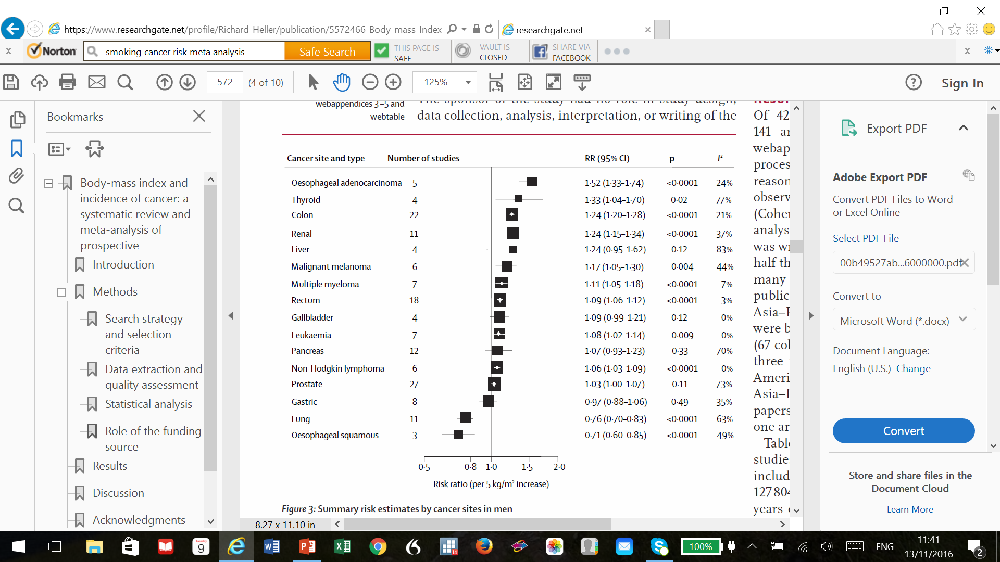 https://www.researchgate.net/profile/Richard_Heller/publication/5572466_Body-mass_Index_
researchgate.net
Norton
smoking cancer risk meta analysis
Safe Search
THIS PAGE IS
SAFE
VAULT IS
CLOSED
SHARE VIA
FACEBOOK
572
(4 of 10)
125%
Sign In
Bookmarks
Body-mass index and
incidence of cancer: a
systematic review and
meta-analysis of
prospective
Introduction
Methods
Search strategy
and selection
criteria
Data extraction and
quality assessment
Statistical analysis
Role of the funding
source
Results
Discussion
Acknowledgments
webappendices 3–5 and
webtable
The sponsor of the study had no role in study design,
data collection, analysis, interpretation, or writing of the
Cancer site and type Number of studies RR (95% CI) p I²
Oesophageal adenocarcinoma 5 1·52 (1·33–1·74) <0·0001 24%
Thyroid 4 1·33 (1·04–1·70) 0·02 77%
Colon 22 1·24 (1·20–1·28) <0·0001 21%
Renal 11 1·24 (1·15–1·34) <0·0001 37%
Liver 4 1·24 (0·95–1·62) 0·12 83%
Malignant melanoma 6 1·17 (1·05–1·30) 0·004 44%
Multiple myeloma 7 1·11 (1·05–1·18) <0·0001 7%
Rectum 18 1·09 (1·06–1·12) <0·0001 3%
Gallbladder 4 1·09 (0·99–1·21) 0·12 0%
Leukaemia 7 1·08 (1·02–1·14) 0·009 0%
Pancreas 12 1·07 (0·93–1·23) 0·33 70%
Non-Hodgkin lymphoma 6 1·06 (1·03–1·09) <0·0001 0%
Prostate 27 1·03 (1·00–1·07) 0·11 73%
Gastric 8 0·97 (0·88–1·06) 0·49 35%
Lung 11 0·76 (0·70–0·83) <0·0001 63%
Oesophageal squamous 3 0·71 (0·60–0·85) <0·0001 49%
0·5 0·8 1·0 1·5 2·0
Risk ratio (per 5 kg/m² increase)
Figure 3: Summary risk estimates by cancer sites in men
8.27 x 11.10 in
Of 42
141 ar
webap
proces
reason
observ
(Cohe
analys
was w
half th
many
public
Asia–
were b
(67 col
three
Ameri
Asia–
papers
one ar
Table
studie
includ
127 80
years
Export PDF
Adobe Export PDF
Convert PDF Files to Word
or Excel Online
Select PDF File
00b49527ab...6000000.pdf
Convert to
Microsoft Word (*.docx)
Document Language:
English (U.S.) Change
Convert
Store and share files in the
Document Cloud
Learn More
Tuesday
9
14
100%
ENG
11:41
13/11/2016
2